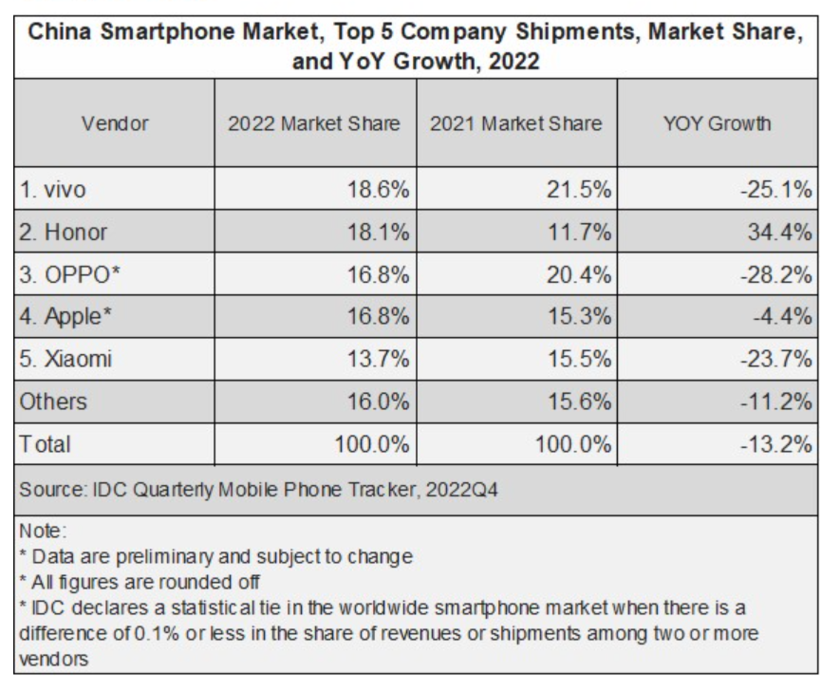 China Smartphone Market, Top 5 Company Shipments, Market Share,
and YoY Growth, 2022
Vendor 2022 Market Share 2021 Market Share YOY Growth
1. vivo 18.6% 21.5% -25.1%
2. Honor 18.1% 11.7% 34.4%
3. OPPO* 16.8% 20.4% -28.2%
4. Apple* 16.8% 15.3% -4.4%
5. Xiaomi 13.7% 15.5% -23.7%
Others 16.0% 15.6% -11.2%
Total 100.0% 100.0% -13.2%
Source: IDC Quarterly Mobile Phone Tracker, 2022Q4
Note:
* Data are preliminary and subject to change
* All figures are rounded off
* IDC declares a statistical tie in the worldwide smartphone market when there is a
difference of 0.1% or less in the share of revenues or shipments among two or more
vendors